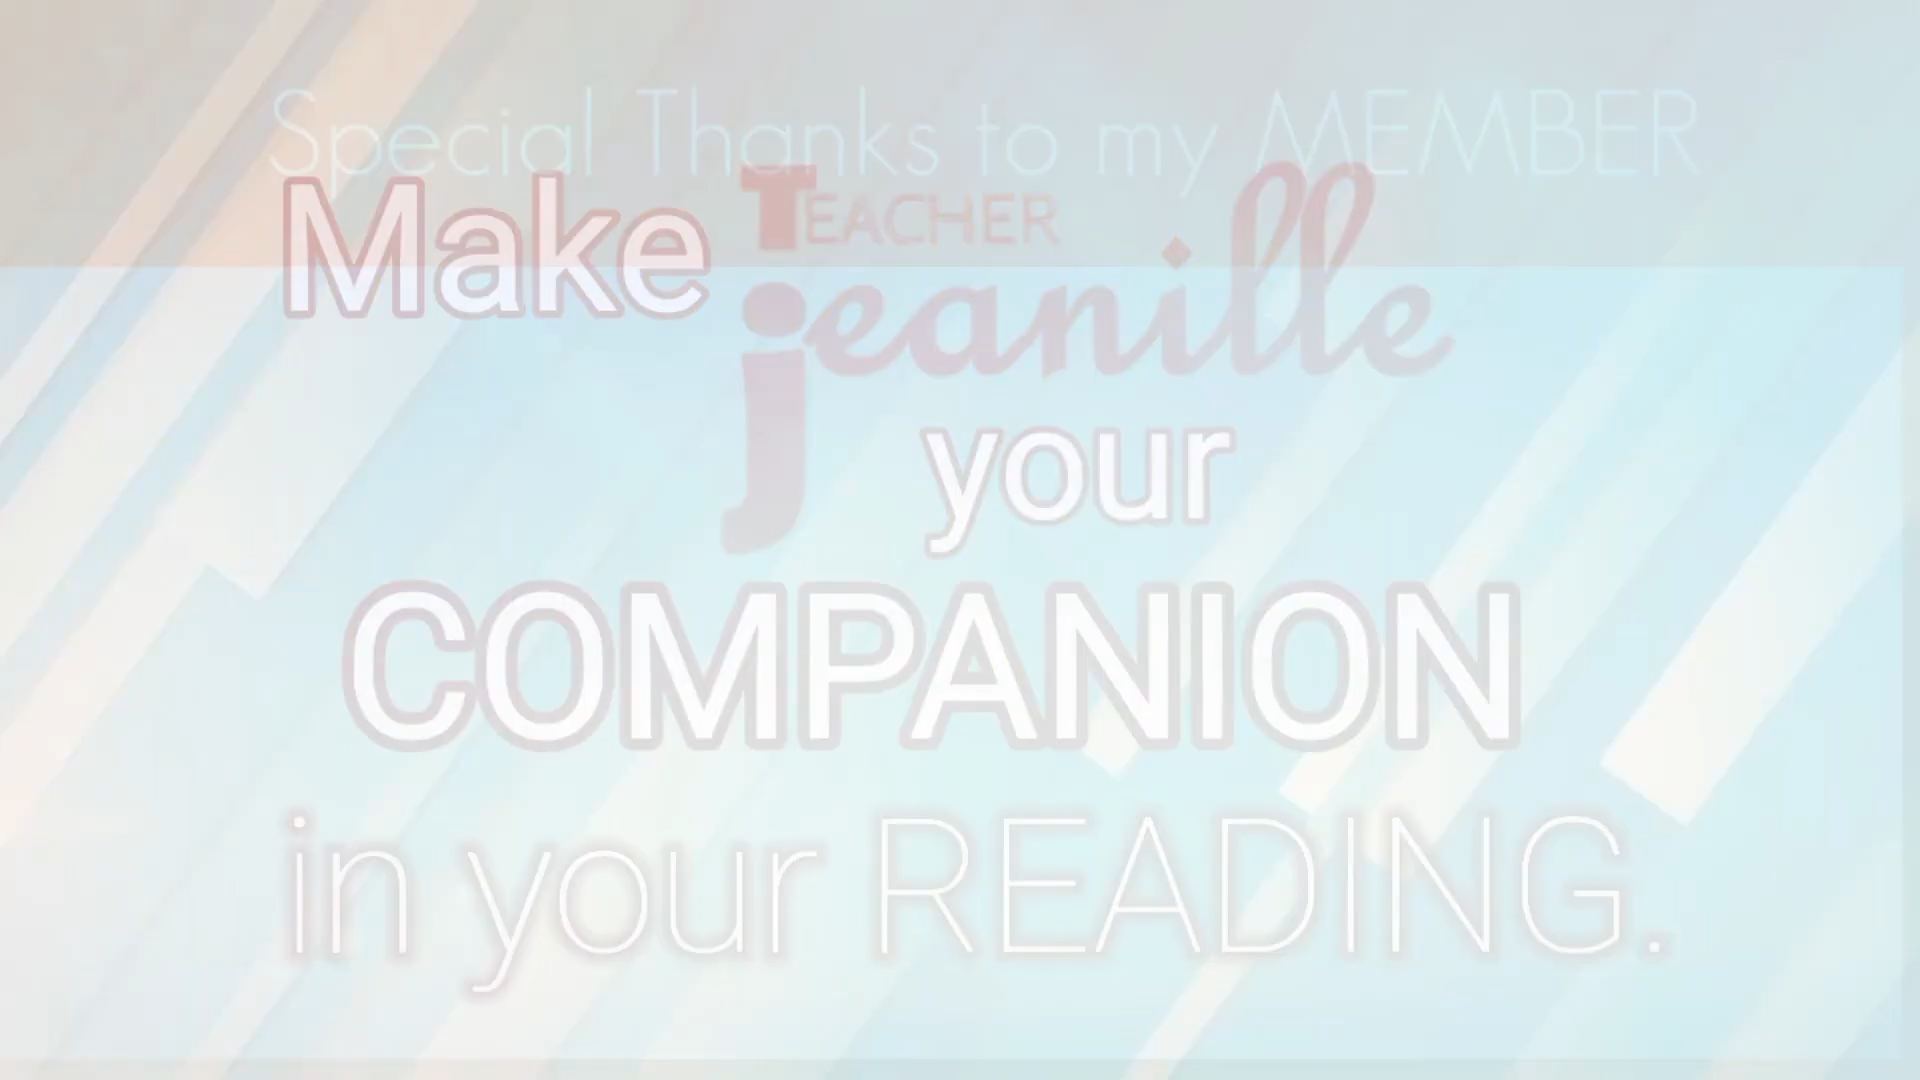 Special Thanks to my MEMBER
Make TEACHER
jeanille
your
COMPANION
in your READING.